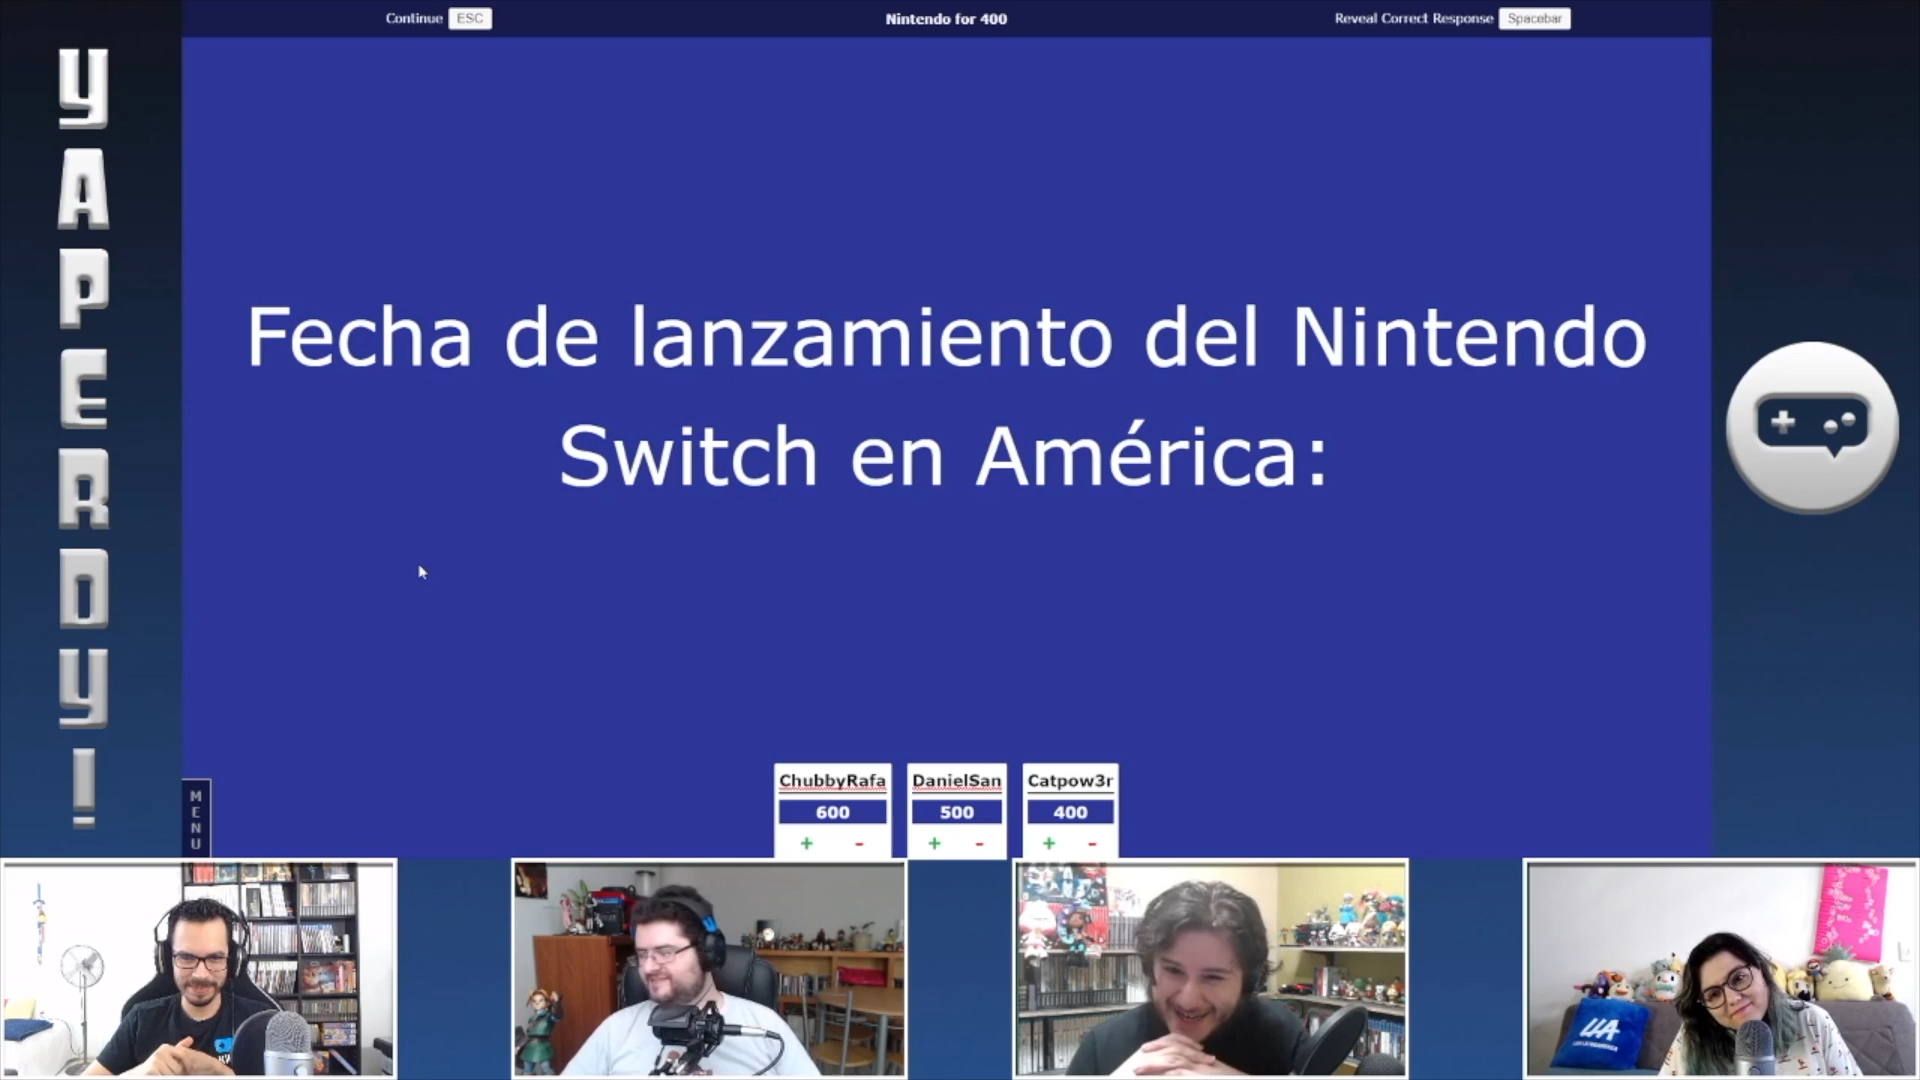 Continue ESC
Nintendo for 400
Reveal Correct Response Spacebar
YAPERDY!
Fecha de lanzamiento del Nintendo
Switch en América:
MENU
ChubbyRafa
600
+ -
DanielSan
500
+ -
Catpow3r
400
+ -
LLA